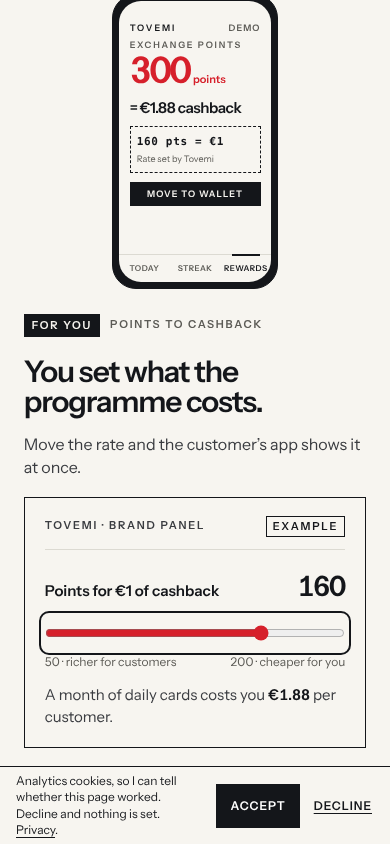 TOVEMI DEMO
EXCHANGE POINTS
300 points
= €1.88 cashback
160 pts = €1
Rate set by Tovemi
MOVE TO WALLET
TODAY STREAK REWARDS
FOR YOU POINTS TO CASHBACK
You set what the
programme costs.
Move the rate and the customer’s app shows it
at once.
TOVEMI · BRAND PANEL EXAMPLE
Points for €1 of cashback 160
50 · richer for customers 200 · cheaper for you
A month of daily cards costs you €1.88 per
customer.
Analytics cookies, so I can tell
whether this page worked.
Decline and nothing is set.
Privacy.
ACCEPT DECLINE